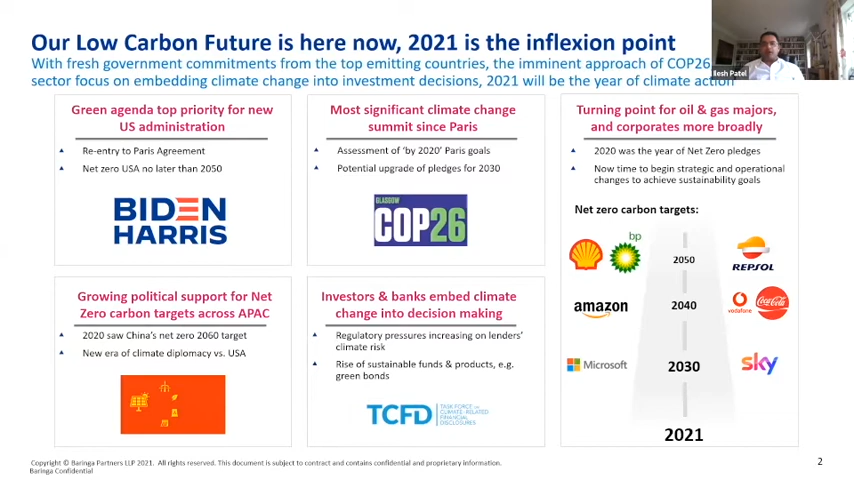 Our Low Carbon Future is here now, 2021 is the inflexion point
With fresh government commitments from the top emitting countries, the imminent approach of COP26
sector focus on embedding climate change into investment decisions, 2021 will be the year of climate action
Ilesh Patel
Green agenda top priority for new
US administration
Re-entry to Paris Agreement
Net zero USA no later than 2050
BIDEN
HARRIS
Most significant climate change
summit since Paris
Assessment of 'by 2020' Paris goals
Potential upgrade of pledges for 2030
GLASGOW
COP26
Turning point for oil & gas majors,
and corporates more broadly
2020 was the year of Net Zero pledges
Now time to begin strategic and operational
changes to achieve sustainability goals
Net zero carbon targets:
bp
2050
REPSOL
amazon
2040
vodafone
Coca-Cola
Microsoft
2030
sky
2021
Growing political support for Net
Zero carbon targets across APAC
2020 saw China's net zero 2060 target
New era of climate diplomacy vs. USA
Investors & banks embed climate
change into decision making
Regulatory pressures increasing on lenders'
climate risk
Rise of sustainable funds & products, e.g.
green bonds
TCFD
TASK FORCE ON
CLIMATE-RELATED
FINANCIAL
DISCLOSURES
Copyright © Baringa Partners LLP 2021. All rights reserved. This document is subject to contract and contains confidential and proprietary information.
Baringa Confidential
2